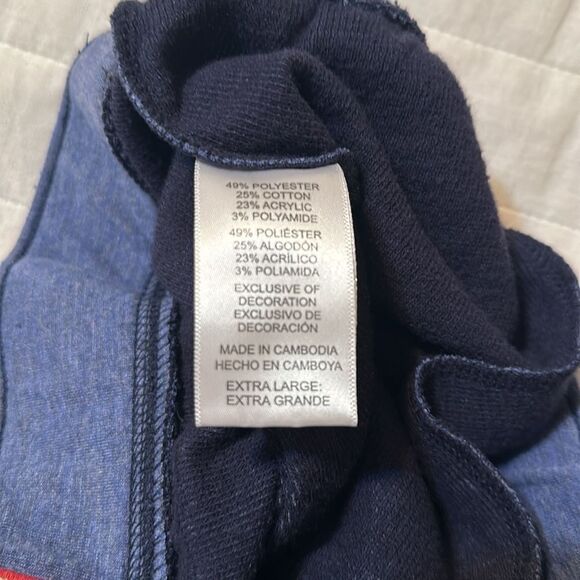 49% POLYESTER
25% COTTON
23% ACRYLIC
3% POLYAMIDE
49% POLIÉSTER
25% ALGODÓN
23% ACRÍLICO
3% POLIAMIDA
EXCLUSIVE OF
DECORATION
EXCLUSIVO DE
DECORACIÓN
MADE IN CAMBODIA
HECHO EN CAMBOYA
EXTRA LARGE:
EXTRA GRANDE